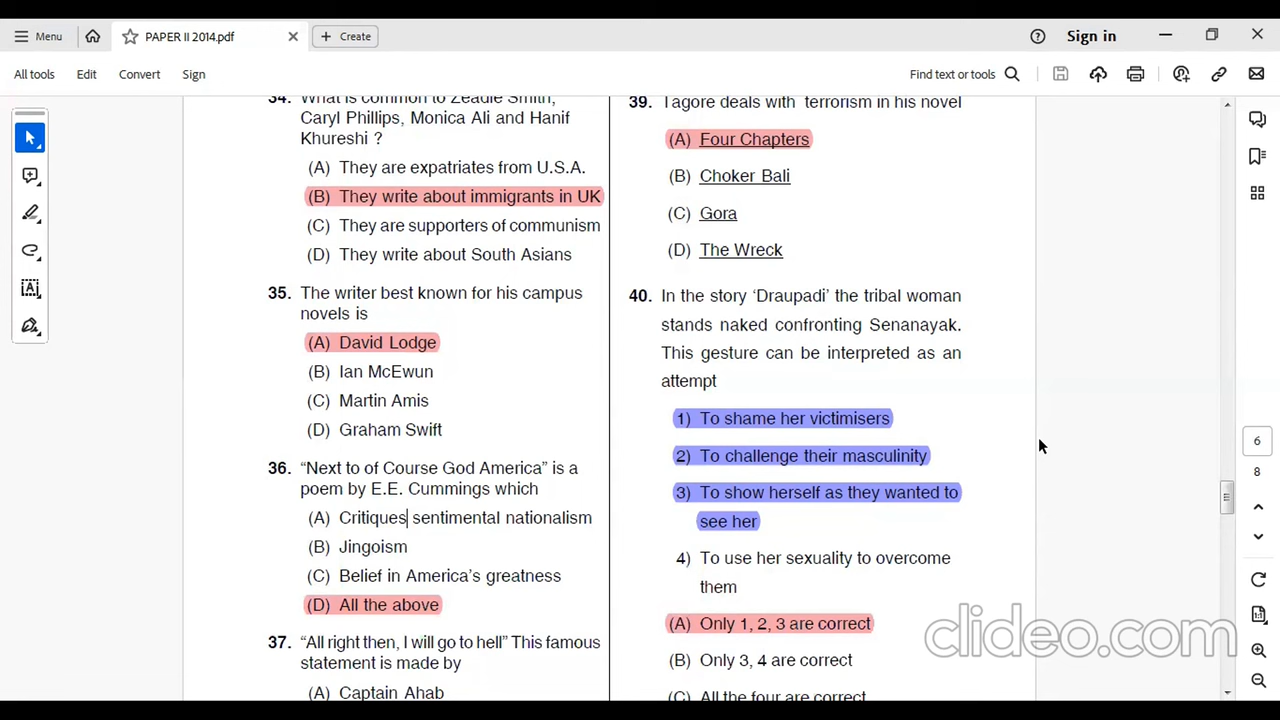 Menu
PAPER II 2014.pdf
Create
Sign in
All tools
Edit
Convert
Sign
Find text or tools
34. What is common to Zeadie Smith,
Caryl Phillips, Monica Ali and Hanif
Khureshi ?
(A) They are expatriates from U.S.A.
(B) They write about immigrants in UK
(C) They are supporters of communism
(D) They write about South Asians
35. The writer best known for his campus
novels is
(A) David Lodge
(B) Ian McEwun
(C) Martin Amis
(D) Graham Swift
36. “Next to of Course God America” is a
poem by E.E. Cummings which
(A) Critiques sentimental nationalism
(B) Jingoism
(C) Belief in America’s greatness
(D) All the above
37. “All right then, I will go to hell” This famous
statement is made by
(A) Captain Ahab
39. Tagore deals with terrorism in his novel
(A) Four Chapters
(B) Choker Bali
(C) Gora
(D) The Wreck
40. In the story ‘Draupadi’ the tribal woman
stands naked confronting Senanayak.
This gesture can be interpreted as an
attempt
1) To shame her victimisers
2) To challenge their masculinity
3) To show herself as they wanted to
see her
4) To use her sexuality to overcome
them
(A) Only 1, 2, 3 are correct
(B) Only 3, 4 are correct
(C) All the four are correct
6
8
clideo.com